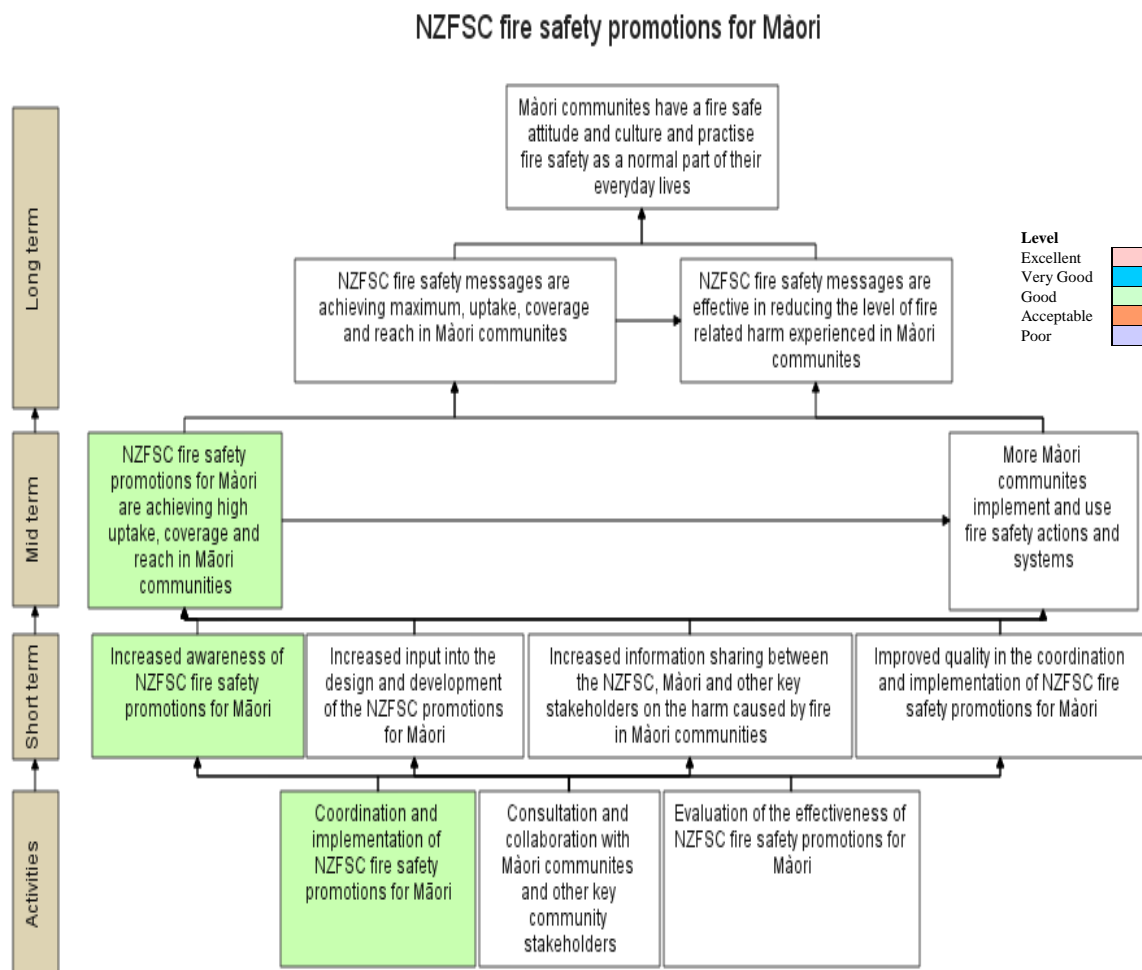 NZFSC fire safety promotions for Màori
Long term
Màori communites have a fire safe
attitude and culture and practise
fire safety as a normal part of their
everyday lives
NZFSC fire safety messages are
achieving maximum, uptake, coverage
and reach in Màori communites
NZFSC fire safety messages are
effective in reducing the level of fire
related harm experienced in Màori
communites
Level
Excellent
Very Good
Good
Acceptable
Poor
Mid term
NZFSC fire safety
promotions for Màori
are achieving high
uptake, coverage and
reach in Māori
communities
More Màori
communites
implement and use
fire safety actions and
systems
Short term
Increased awareness of
NZFSC fire safety
promotions for Māori
Increased input into the
design and development
of the NZFSC promotions
for Màori
Increased information sharing between
the NZFSC, Màori and other key
stakeholders on the harm caused by fire
in Màori communities
Improved quality in the coordination
and implementation of NZFSC fire
safety promotions for Màori
Activities
Coordination and
implementation of
NZFSC fire safety
promotions for Māori
Consultation and
collaboration with
Màori communites
and other key
community
stakeholders
Evaluation of the effectiveness of
NZFSC fire safety promotions for
Màori